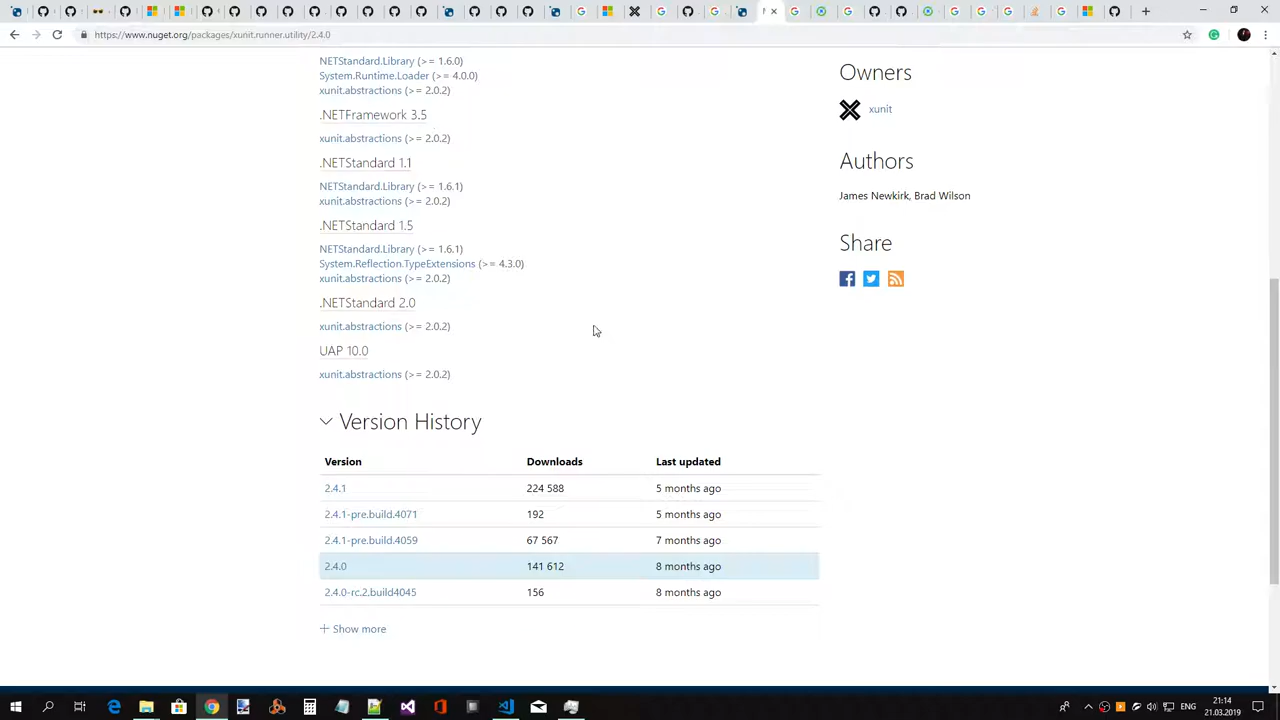 https://www.nuget.org/packages/xunit.runner.utility/2.4.0
NETStandard.Library (>= 1.6.0)
System.Runtime.Loader (>= 4.0.0)
xunit.abstractions (>= 2.0.2)
.NETFramework 3.5
xunit.abstractions (>= 2.0.2)
.NETStandard 1.1
NETStandard.Library (>= 1.6.1)
xunit.abstractions (>= 2.0.2)
.NETStandard 1.5
NETStandard.Library (>= 1.6.1)
System.Reflection.TypeExtensions (>= 4.3.0)
xunit.abstractions (>= 2.0.2)
.NETStandard 2.0
xunit.abstractions (>= 2.0.2)
UAP 10.0
xunit.abstractions (>= 2.0.2)
Version History
Version Downloads Last updated
2.4.1 224 588 5 months ago
2.4.1-pre.build.4071 192 5 months ago
2.4.1-pre.build.4059 67 567 7 months ago
2.4.0 141 612 8 months ago
2.4.0-rc.2.build4045 156 8 months ago
Show more
Owners
xunit
Authors
James Newkirk, Brad Wilson
Share
ENG
21:14
21.03.2019